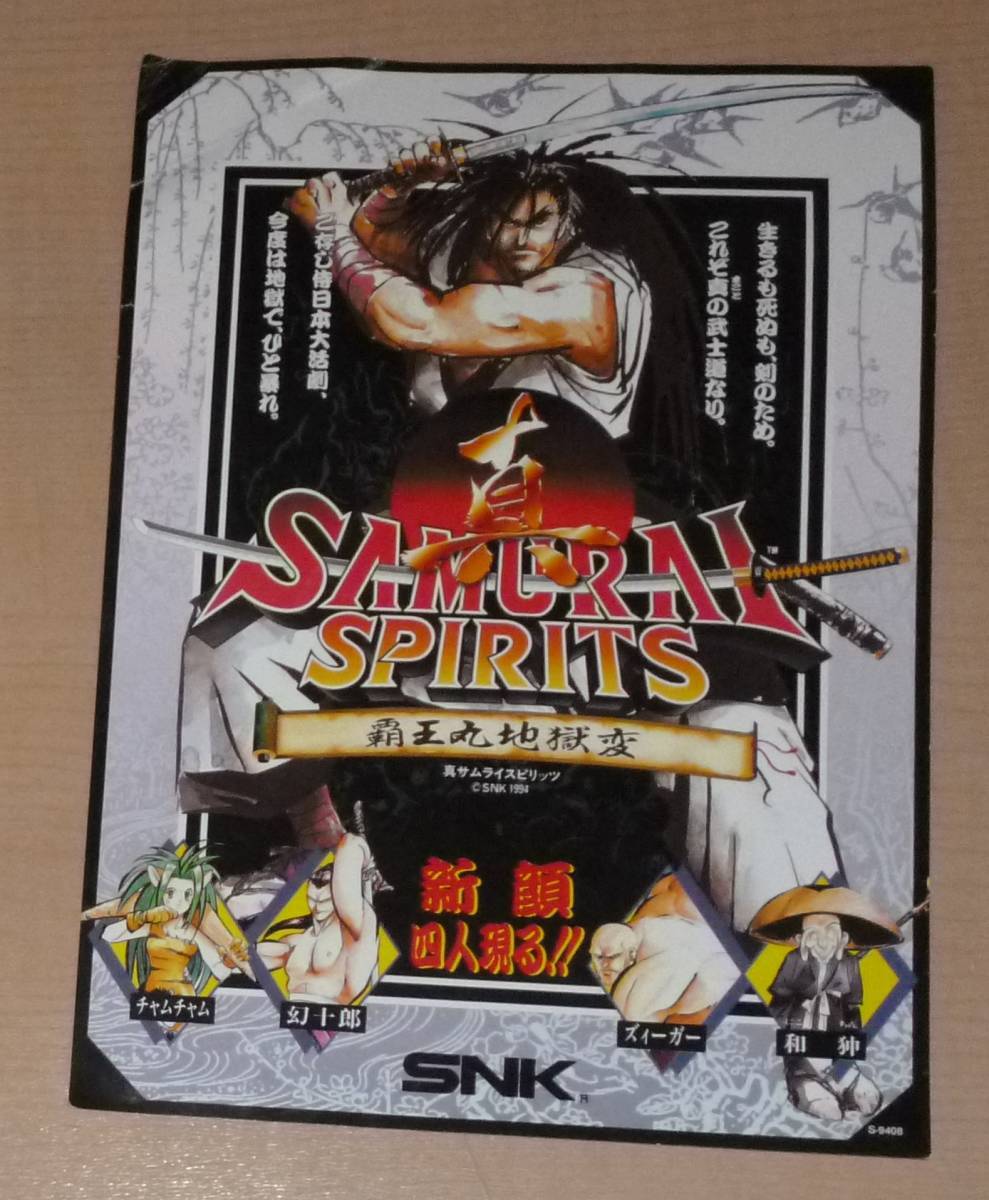 生きるも死ぬも、剣のため。
これぞ真の武士道なり。
まこと
ご存じ侍日本大活劇、
今度は地獄で、ひと暴れ。
真
SAMURAI
TM
SPIRITS
覇王丸地獄変
真サムライスピリッツ
©SNK 1994
新顔
四人現る!!
チャムチャム
幻十郎
ズィーガー
和狆
SNK
S-9408